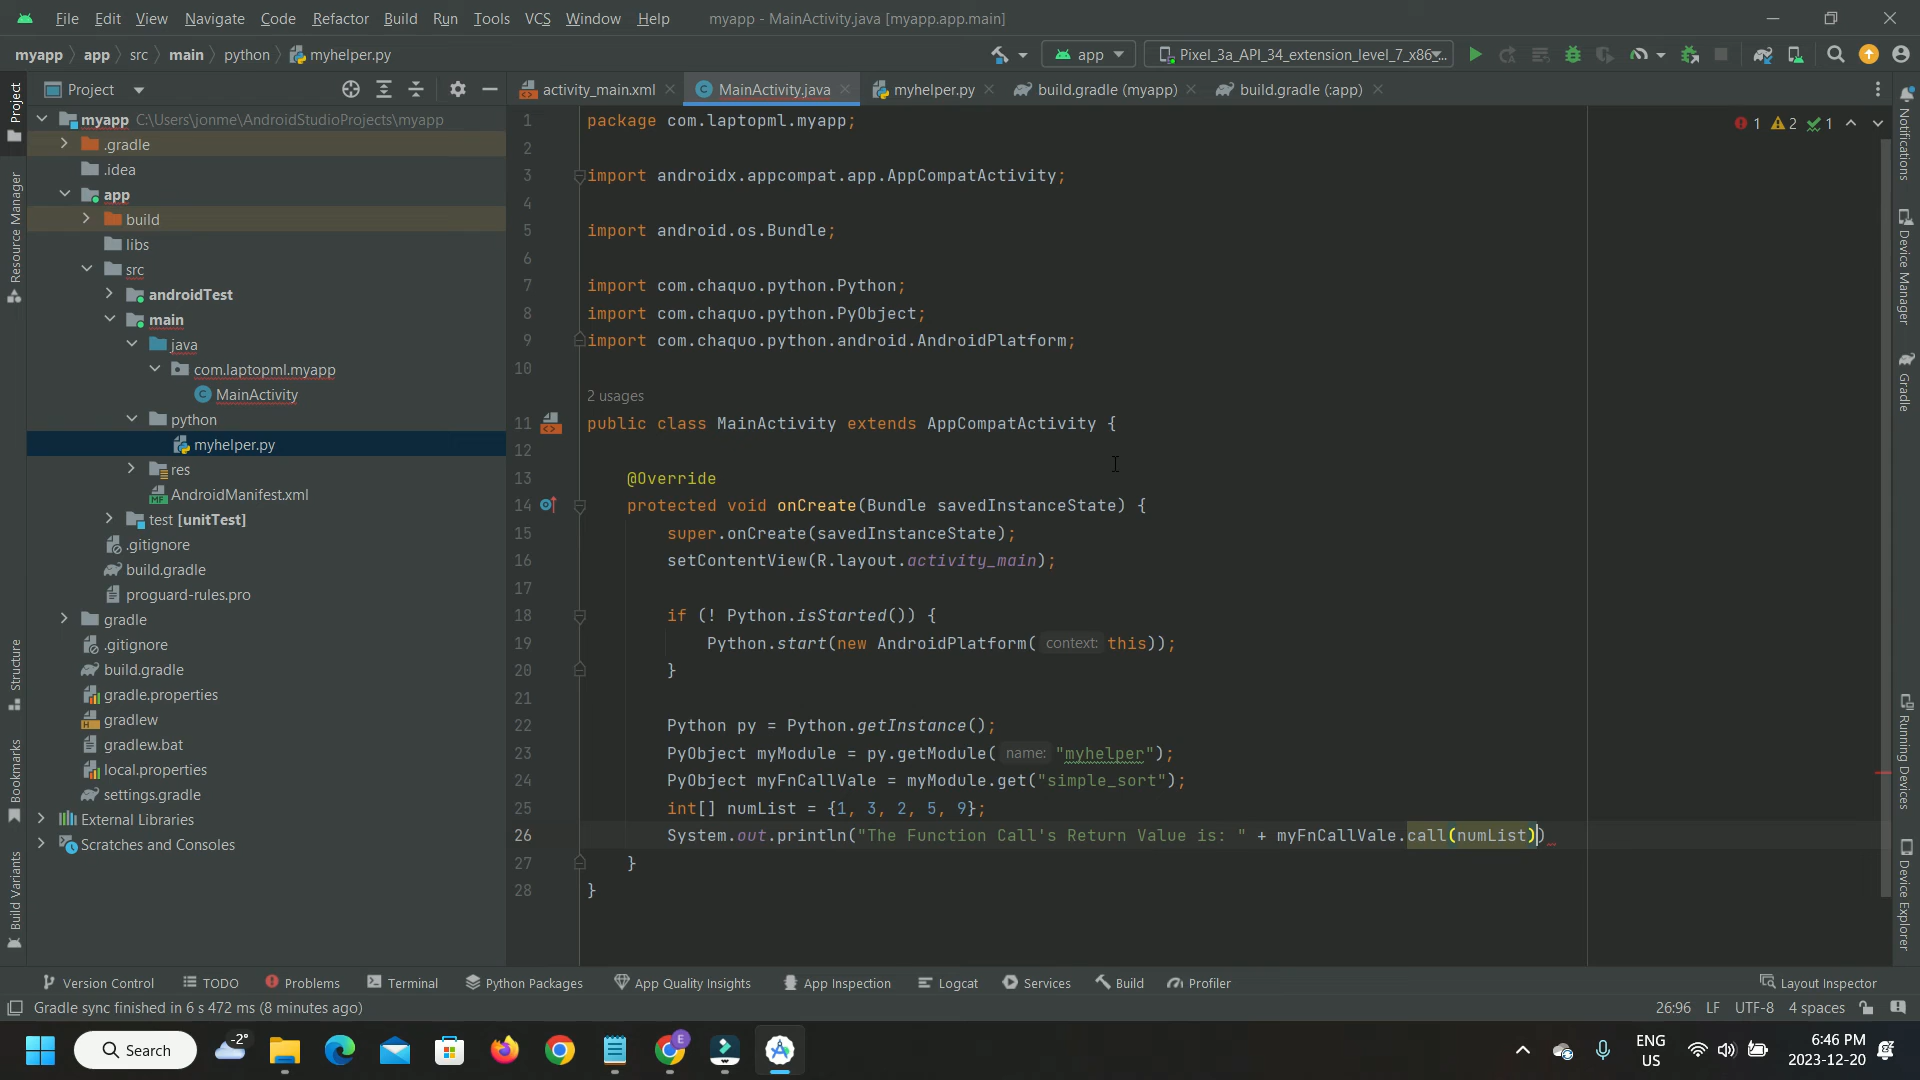 File Edit View Navigate Code Refactor Build Run Tools VCS Window Help myapp - MainActivity.java [myapp.app.main]
myapp app src main python myhelper.py app Pixel_3a_API_34_extension_level_7_x86...
Project activity_main.xml MainActivity.java myhelper.py build.gradle (myapp) build.gradle (:app)
Project
Resource Manager
Structure
Bookmarks
Build Variants
myapp C:\Users\jonme\AndroidStudioProjects\myapp
.gradle
.idea
app
build
libs
src
androidTest
main
java
com.laptopml.myapp
MainActivity
python
myhelper.py
res
AndroidManifest.xml
test [unitTest]
.gitignore
build.gradle
proguard-rules.pro
gradle
.gitignore
build.gradle
gradle.properties
gradlew
gradlew.bat
local.properties
settings.gradle
External Libraries
Scratches and Consoles
1 package com.laptopml.myapp;
1 2 1
2
3 import androidx.appcompat.app.AppCompatActivity;
4
5 import android.os.Bundle;
6
7 import com.chaquo.python.Python;
8 import com.chaquo.python.PyObject;
9 import com.chaquo.python.android.AndroidPlatform;
10
2 usages
11 public class MainActivity extends AppCompatActivity {
12
13 @Override
14 protected void onCreate(Bundle savedInstanceState) {
15 super.onCreate(savedInstanceState);
16 setContentView(R.layout.activity_main);
17
18 if (! Python.isStarted()) {
19 Python.start(new AndroidPlatform( context: this));
20 }
21
22 Python py = Python.getInstance();
23 PyObject myModule = py.getModule( name: "myhelper");
24 PyObject myFnCallVale = myModule.get("simple_sort");
25 int[] numList = {1, 3, 2, 5, 9};
26 System.out.println("The Function Call's Return Value is: " + myFnCallVale.call(numList))
27 }
28 }
Notifications
Device Manager
Gradle
Running Devices
Device Explorer
Version Control TODO Problems Terminal Python Packages App Quality Insights App Inspection Logcat Services Build Profiler Layout Inspector
Gradle sync finished in 6 s 472 ms (8 minutes ago) 26:96 LF UTF-8 4 spaces
Search -2° E ENG 6:46 PM
US 2023-12-20